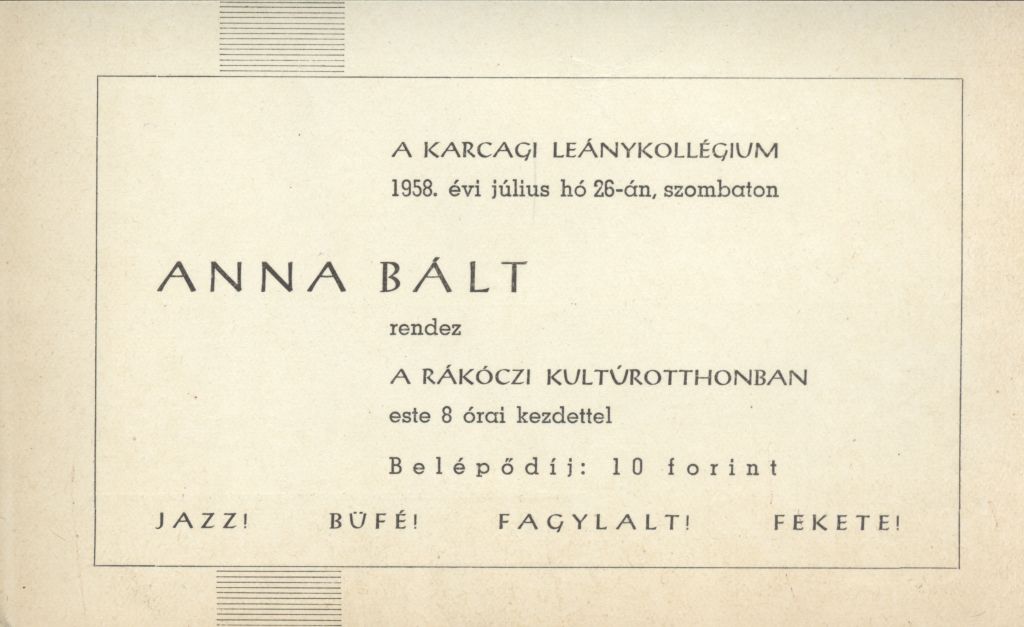 A KARCAGI LEÁNYKOLLÉGIUM
1958. évi július hó 26-án, szombaton
ANNA BÁLT
rendez
A RÁKÓCZI KULTÚROTTHONBAN
este 8 órai kezdettel
Belépődíj: 10 forint
JAZZ! BÜFÉ! FAGYLALT! FEKETE!